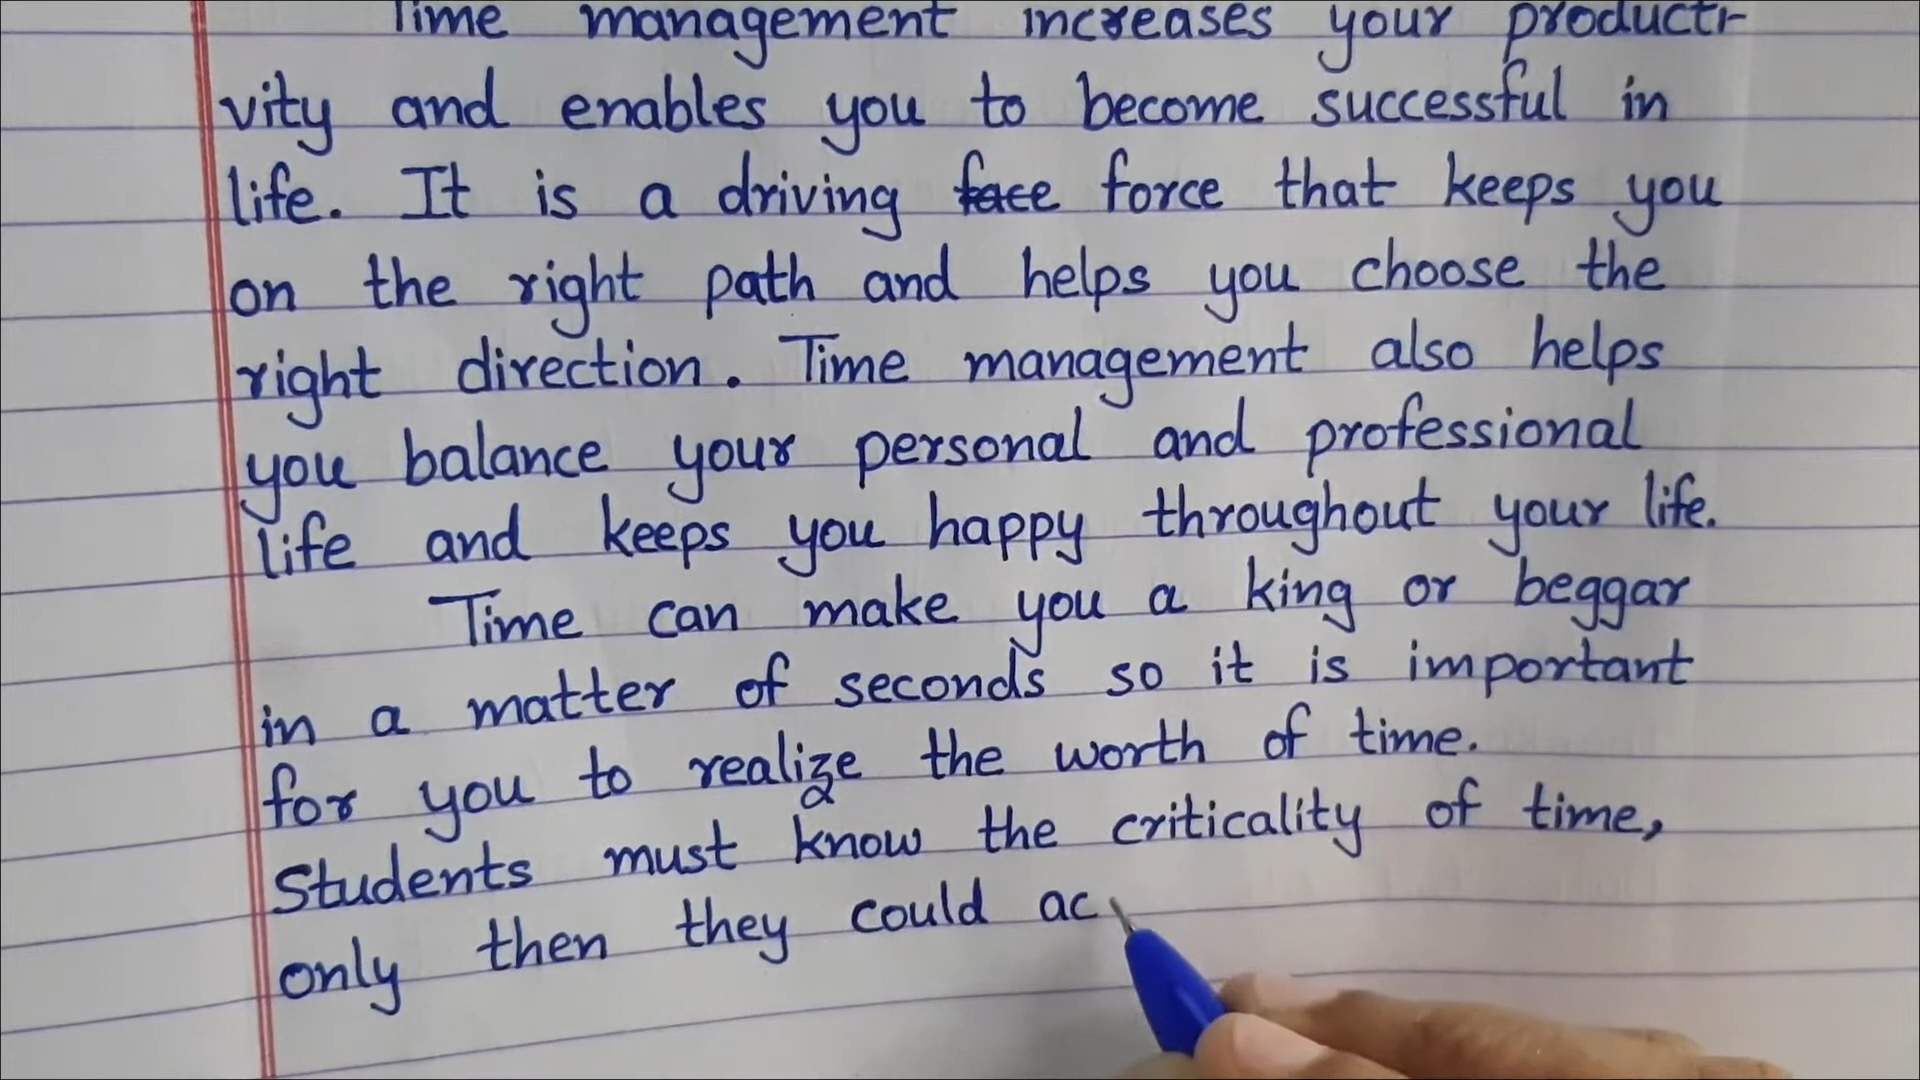 Time management increases your producti-
vity and enables you to become successful in
life. It is a driving face force that keeps you
on the right path and helps you choose the
right direction. Time management also helps
you balance your personal and professional
life and keeps you happy throughout your life.
Time can make you a king or beggar
in a matter of seconds so it is important
for you to realize the worth of time.
Students must know the criticality of time,
only then they could ac